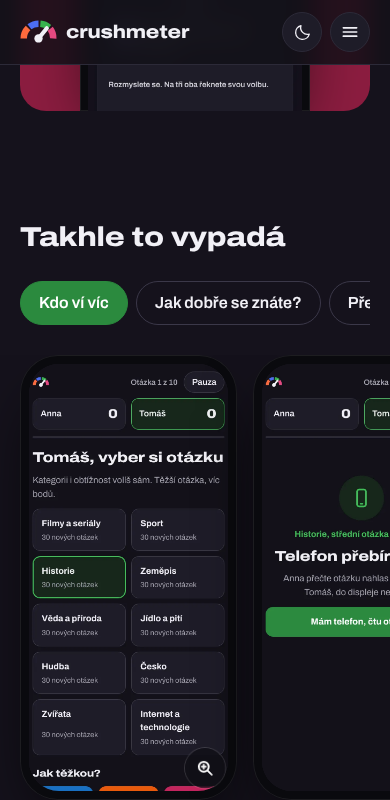 crushmeter
Rozmyslete se. Na tři oba řeknete svou volbu.
Takhle to vypadá
Kdo ví víc
Jak dobře se znáte?
Otázka 1 z 10
Pauza
Anna
0
Tomáš
0
Tomáš, vyber si otázku
Kategorii i obtížnost volíš sám. Těžší otázka, víc
bodů.
Filmy a seriály
30 nových otázek
Sport
30 nových otázek
Historie
30 nových otázek
Zeměpis
30 nových otázek
Věda a příroda
30 nových otázek
Jídlo a pití
30 nových otázek
Hudba
30 nových otázek
Česko
30 nových otázek
Zvířata
30 nových otázek
Internet a
technologie
30 nových otázek
Jak těžkou?
Anna
0
Historie, střední otázka
Telefon
Anna přečte otázku nahlas
Tomáš, do displeje
Mám telefon, čtu